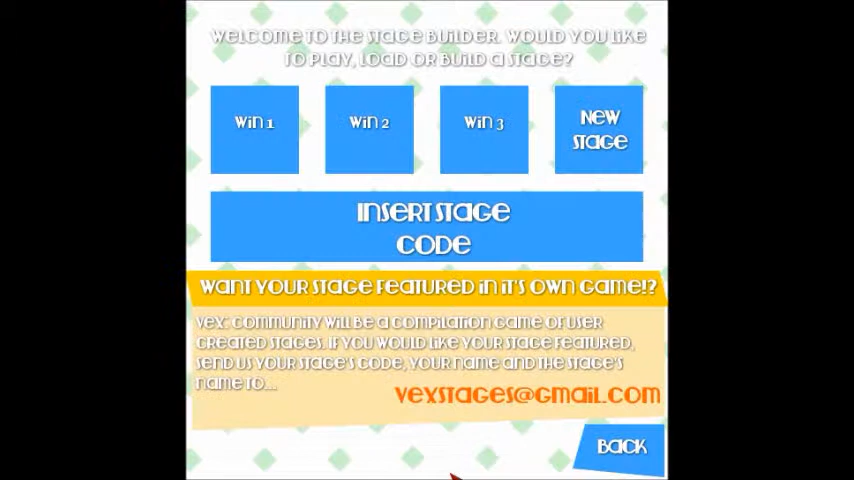 WELCOME TO THE STAGE BUILDER. WOULD YOU LIKE
TO PLAY, LOAD OR BUILD A STAGE?
Win 1
Win 2
Win 3
NEW
STAGE
INSERT STAGE
CODE
WANT YOUR STAGE FEATURED IN IT'S OWN GAME!?
VEX: COMMUNITY WILL BE A COMPILATION GAME OF USER
CREATED STAGES. IF YOU WOULD LIKE YOUR STAGE FEATURED,
SEND US YOUR STAGE'S CODE, YOUR NAME AND THE STAGE'S
NAME TO...
VEXSTAGES@GMAIL.COM
BACK